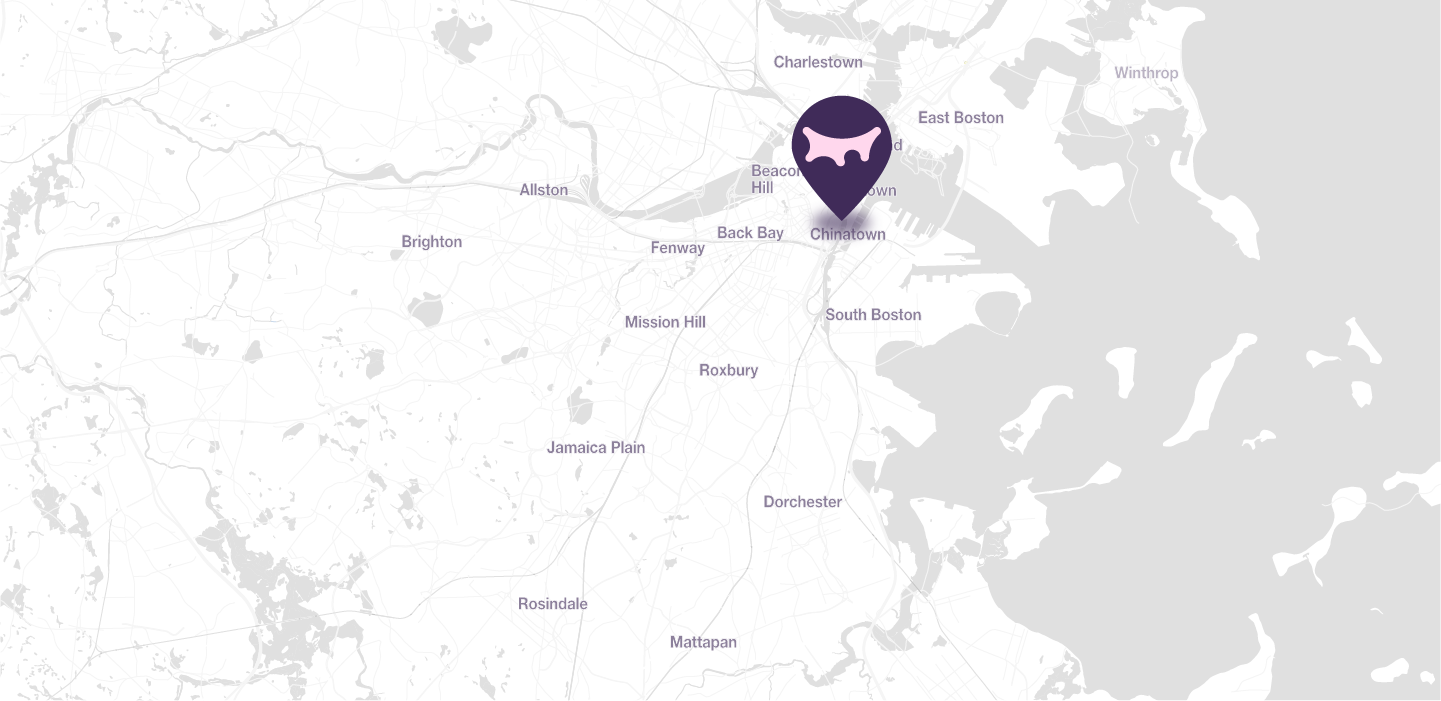 Charlestown
Winthrop
East Boston
Beacon
Hill
Allston
Brighton
Back Bay
Fenway
Chinatown
South Boston
Mission Hill
Roxbury
Jamaica Plain
Dorchester
Rosindale
Mattapan